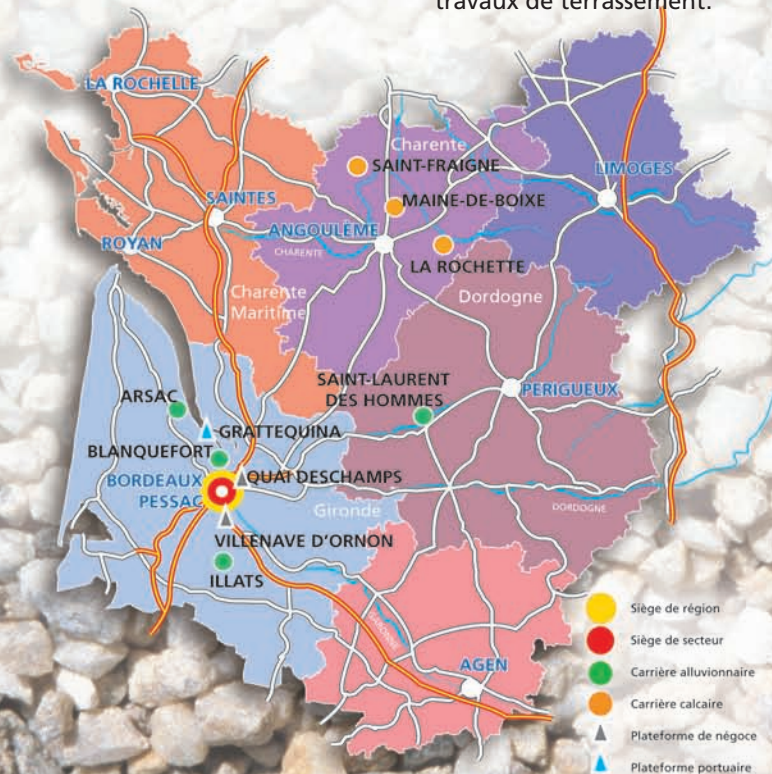 travaux de terrassement.
LA ROCHELLE
Charente
SAINT-FRAIGNE
LIMOGES
SAINTES
MAINE-DE-BOIXE
ANGOULÈME
ROYAN
CHARENTE
LA ROCHETTE
Charente
Maritime
Dordogne
SAINT-LAURENT
DES HOMMES
PERIGUEUX
ARSAC
GRATTEQUINA
BLANQUEFORT
BORDEAUX
PESSAC
QUAI DESCHAMPS
Gironde
DORDOGNE
VILLENAVE D'ORNON
ILLATS
GARONNE
AGEN
Siège de région
Siège de secteur
Carrière alluvionnaire
Carrière calcaire
Plateforme de négoce
Plateforme portuaire